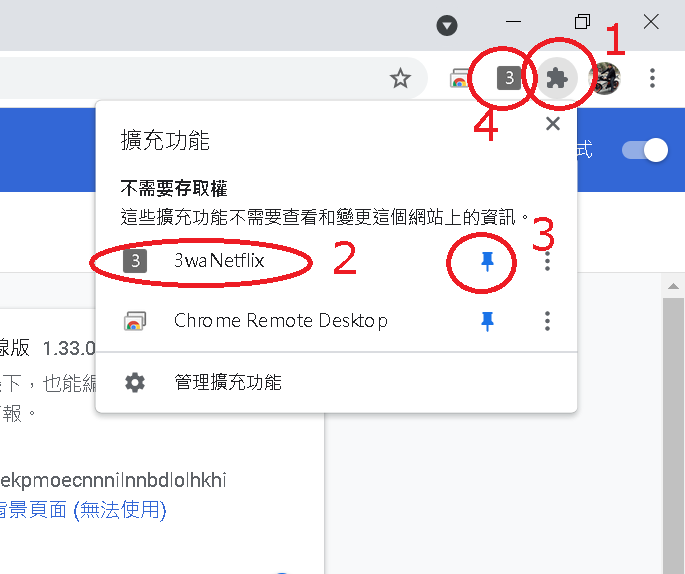 1
3
4
擴充功能
式
不需要存取權
這些擴充功能不需要查看和變更這個網站上的資訊。
3
3 3waNetflix 2
Chrome Remote Desktop
線版 1.33.0
管理擴充功能
下，也能編
報。
ekpmoecnnnilnnbdlolhkhi
背景頁面 (無法使用)